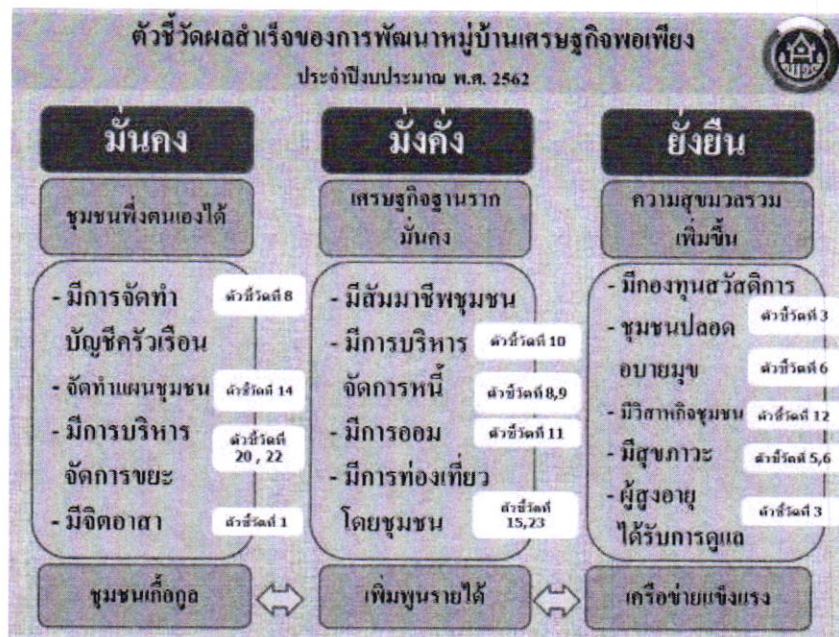 ตัวชี้วัดผลสำเร็จของการพัฒนาหมู่บ้านเศรษฐกิจพอเพียง
ประจำปีงบประมาณ พ.ศ. 2562
มั่นคง
ชุมชนพึ่งตนเองได้
- มีการจัดทำ ตัวชี้วัดที่ 8
บัญชีครัวเรือน
- จัดทำแผนชุมชน ตัวชี้วัดที่ 14
- มีการบริหาร ตัวชี้วัดที่
จัดการขยะ 20 , 22
- มีจิตอาสา ตัวชี้วัดที่ 1
ชุมชนเกื้อกูล
มั่งคั่ง
เศรษฐกิจฐานราก
มั่นคง
- มีสัมมาชีพชุมชน
- มีการบริหาร ตัวชี้วัดที่ 10
จัดการหนี้ ตัวชี้วัดที่ 8,9
- มีการออม ตัวชี้วัดที่ 11
- มีการท่องเที่ยว ตัวชี้วัดที่
โดยชุมชน 15,23
เพิ่มพูนรายได้
ยั่งยืน
ความสุขมวลรวม
เพิ่มขึ้น
- มีกองทุนสวัสดิการ
- ชุมชนปลอด ตัวชี้วัดที่ 3
อบายมุข ตัวชี้วัดที่ 6
- มีวิสาหกิจชุมชน ตัวชี้วัดที่ 12
- มีสุขภาวะ ตัวชี้วัดที่ 5,6
- ผู้สูงอายุ ตัวชี้วัดที่ 3
ได้รับการดูแล
เครือข่ายแข็งแรง